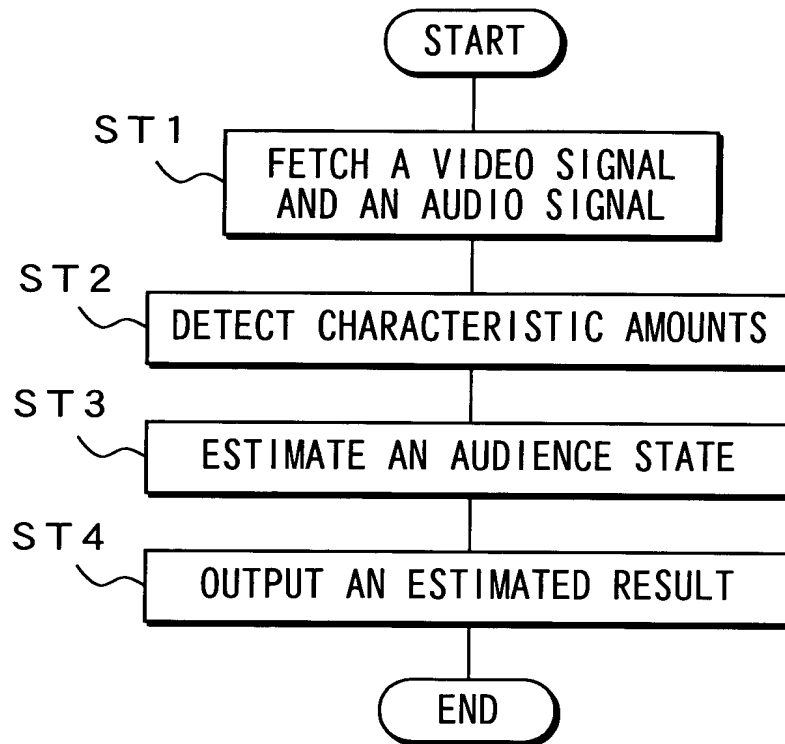 START
ST1
FETCH A VIDEO SIGNAL
AND AN AUDIO SIGNAL
ST2
DETECT CHARACTERISTIC AMOUNTS
ST3
ESTIMATE AN AUDIENCE STATE
ST4
OUTPUT AN ESTIMATED RESULT
END